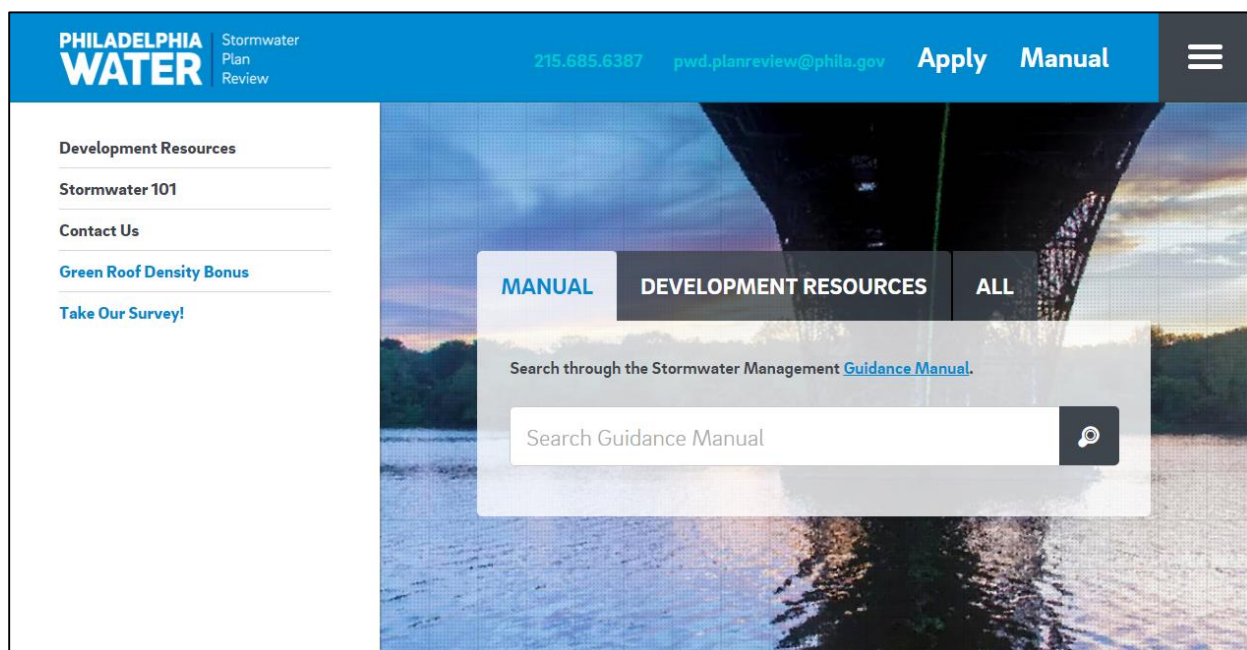 PHILADELPHIA
WATER
Stormwater
Plan
Review
215.685.6387
pwd.planreview@phila.gov
Apply
Manual
Development Resources
Stormwater 101
Contact Us
Green Roof Density Bonus
Take Our Survey!
MANUAL
DEVELOPMENT RESOURCES
ALL
Search through the Stormwater Management Guidance Manual.
Search Guidance Manual